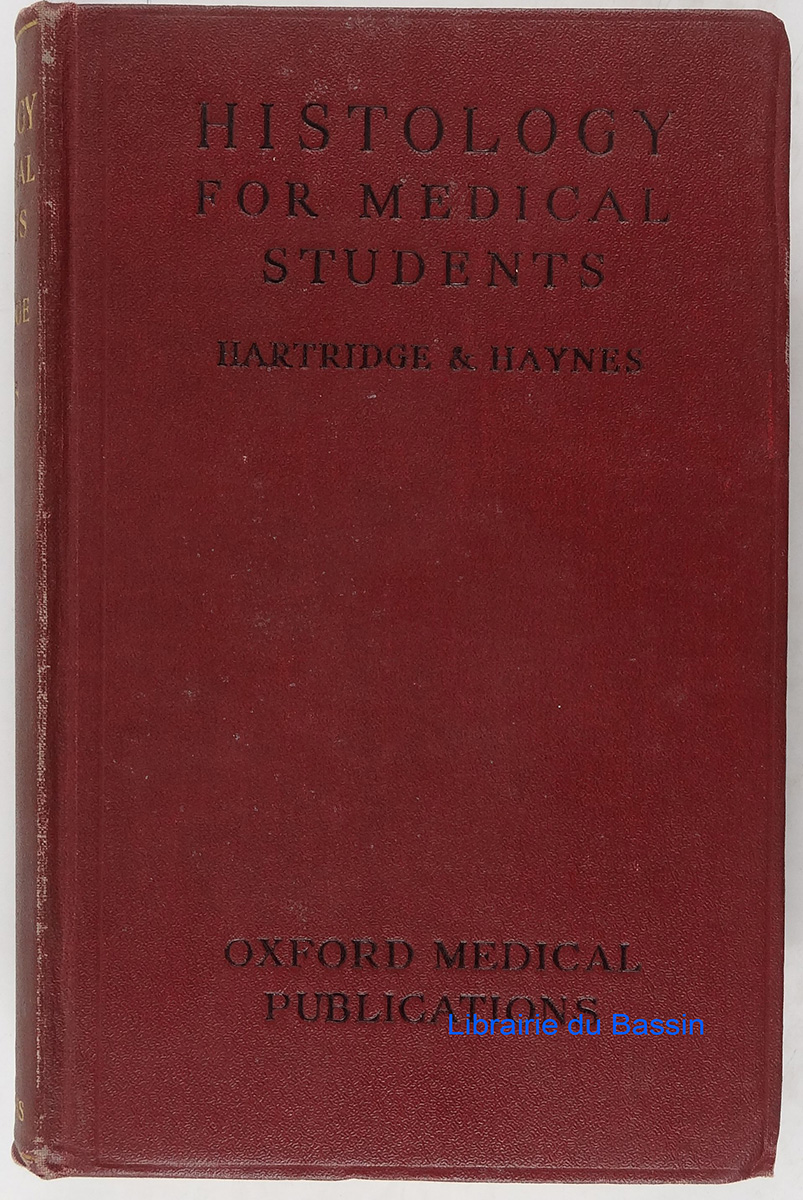 HISTOLOGY
FOR MEDICAL
STUDENTS
HARTRIDGE & HAYNES
OXFORD MEDICAL
PUBLICATIONS
Librairie du Bassin